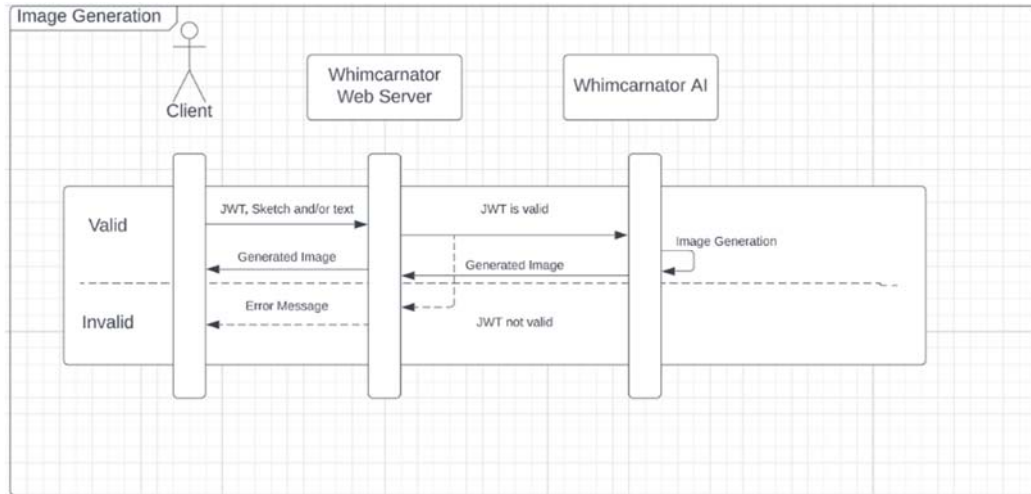 Image Generation
Client
Whimcarnator
Web Server
Whimcarnator AI
Valid
JWT, Sketch and/or text
JWT is valid
Image Generation
Generated Image
Generated Image
Error Message
Invalid
JWT not valid